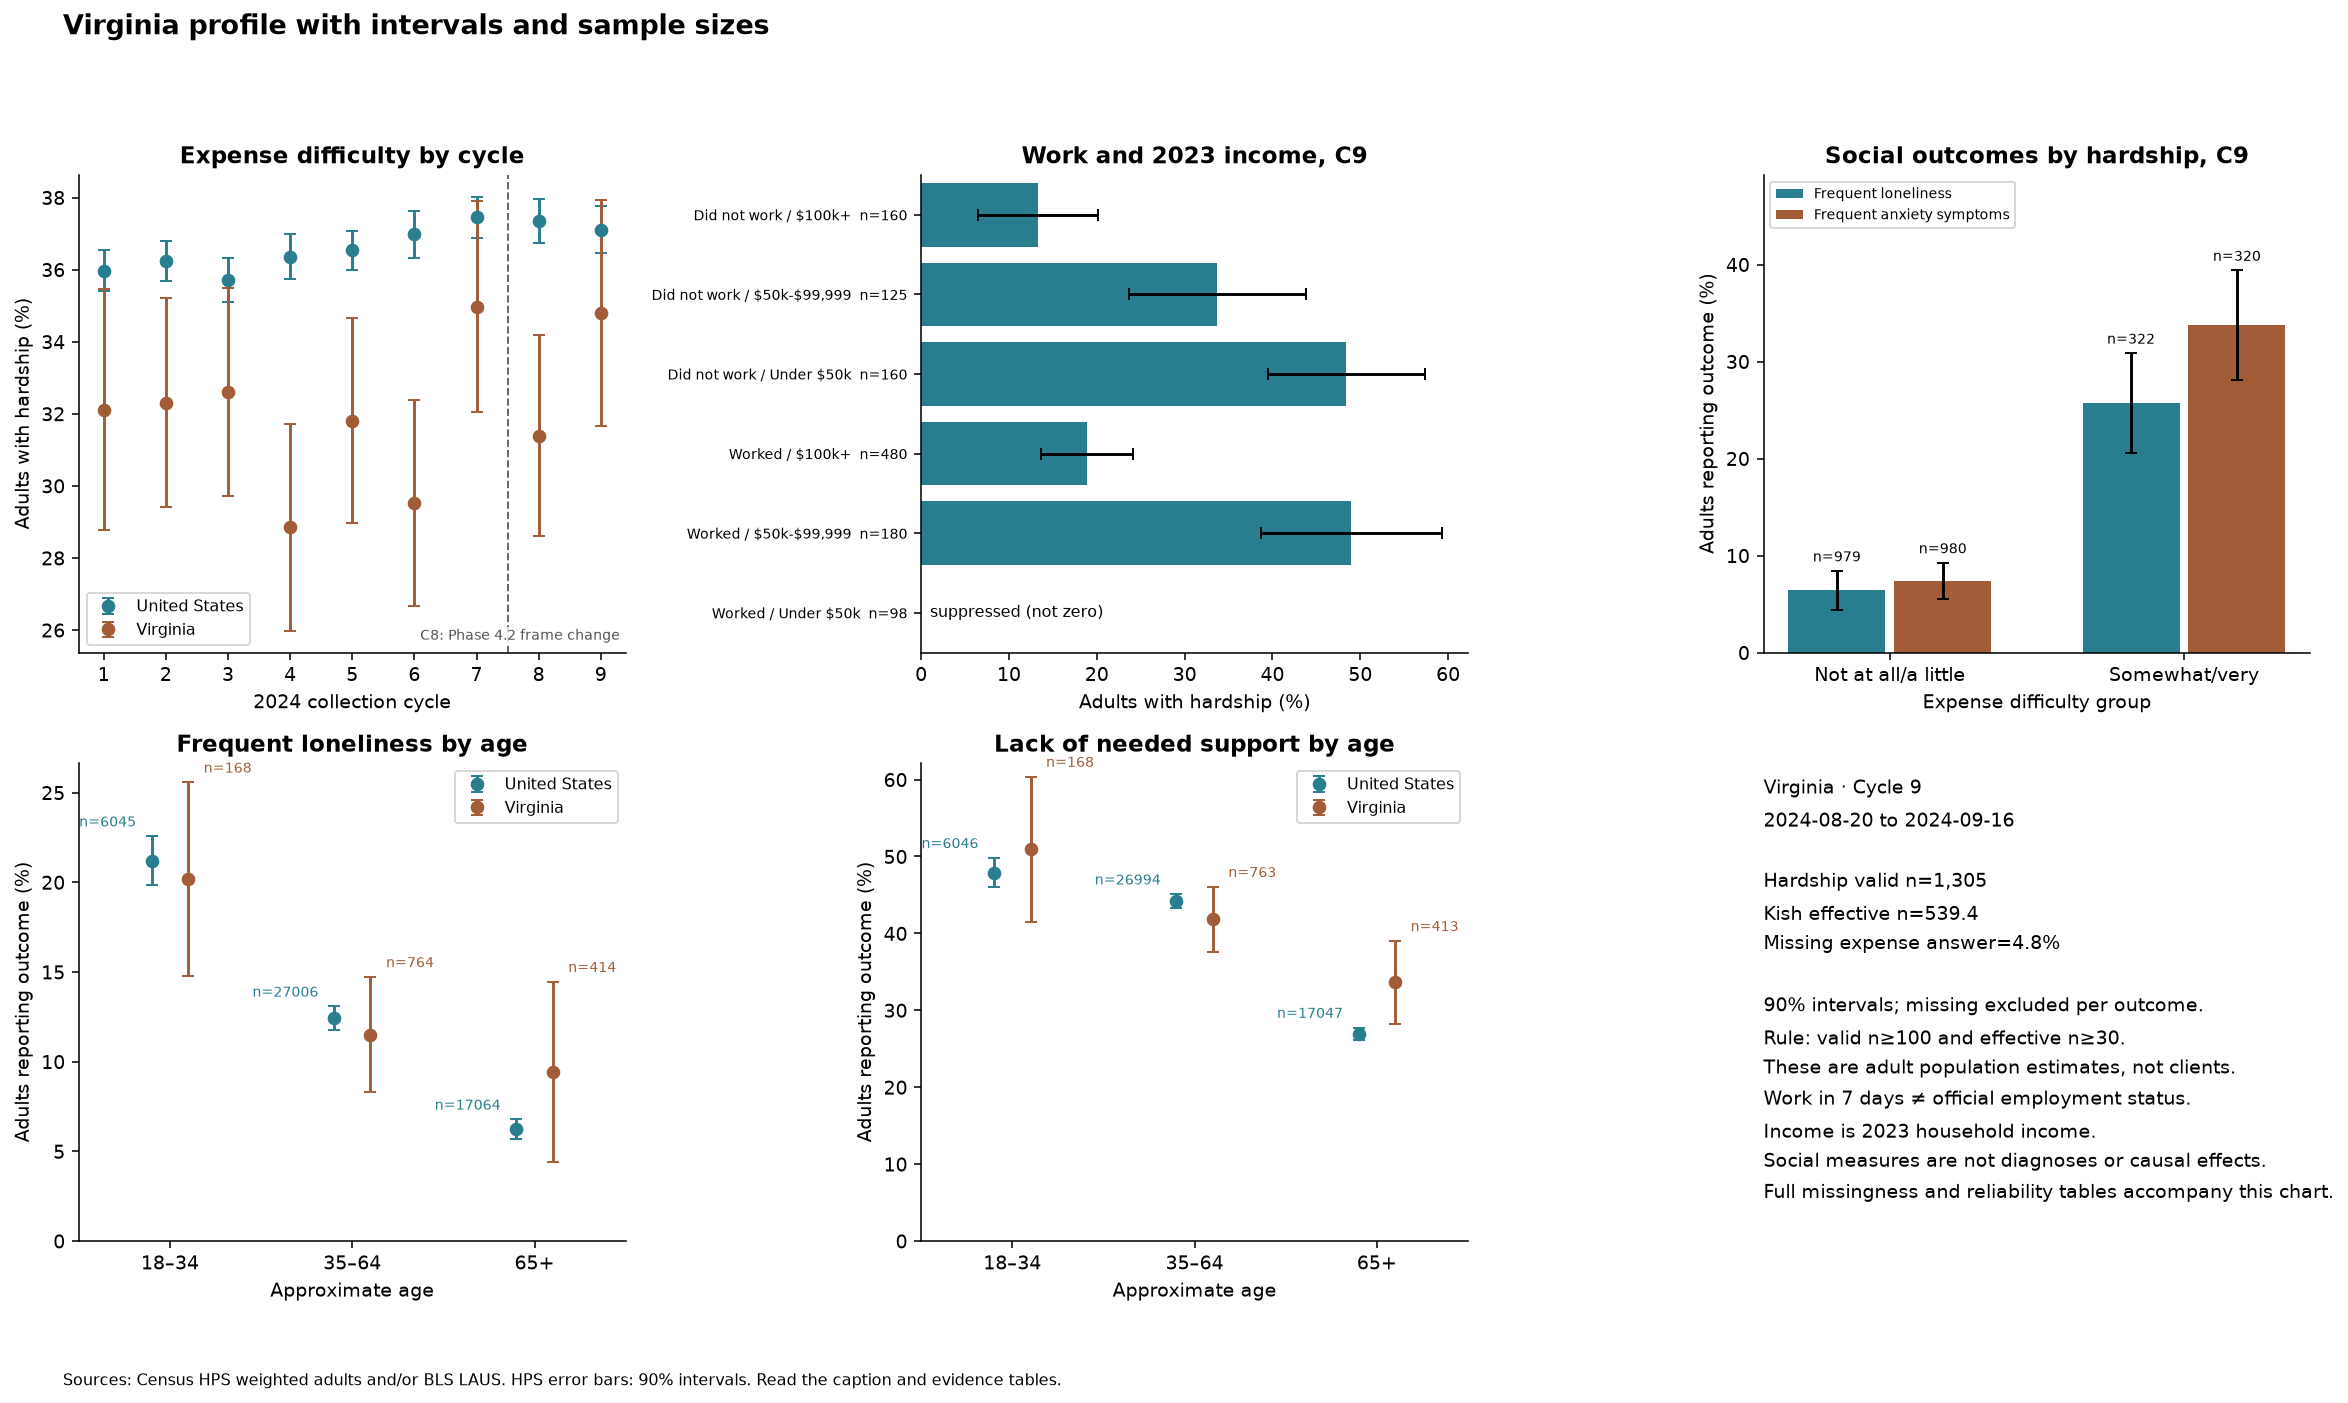 Virginia profile with intervals and sample sizes
Expense difficulty by cycle
Adults with hardship (%)
38
36
34
32
30
28
26
United States
Virginia
C8: Phase 4.2 frame change
1 2 3 4 5 6 7 8 9
2024 collection cycle
Work and 2023 income, C9
Did not work / $100k+ n=160
Did not work / $50k-$99,999 n=125
Did not work / Under $50k n=160
Worked / $100k+ n=480
Worked / $50k-$99,999 n=180
Worked / Under $50k n=98
suppressed (not zero)
0 10 20 30 40 50 60
Adults with hardship (%)
Social outcomes by hardship, C9
Frequent loneliness
Frequent anxiety symptoms
Adults reporting outcome (%)
40
30
20
10
0
n=979
n=980
n=322
n=320
Not at all/a little
Somewhat/very
Expense difficulty group
Frequent loneliness by age
Adults reporting outcome (%)
25
20
15
10
5
0
United States
Virginia
n=6045
n=168
n=27006
n=764
n=17064
n=414
18–34
35–64
65+
Approximate age
Lack of needed support by age
Adults reporting outcome (%)
60
50
40
30
20
10
0
United States
Virginia
n=6046
n=168
n=26994
n=763
n=17047
n=413
18–34
35–64
65+
Approximate age
Virginia · Cycle 9
2024-08-20 to 2024-09-16
Hardship valid n=1,305
Kish effective n=539.4
Missing expense answer=4.8%
90% intervals; missing excluded per outcome.
Rule: valid n≥100 and effective n≥30.
These are adult population estimates, not clients.
Work in 7 days ≠ official employment status.
Income is 2023 household income.
Social measures are not diagnoses or causal effects.
Full missingness and reliability tables accompany this chart.
Sources: Census HPS weighted adults and/or BLS LAUS. HPS error bars: 90% intervals. Read the caption and evidence tables.